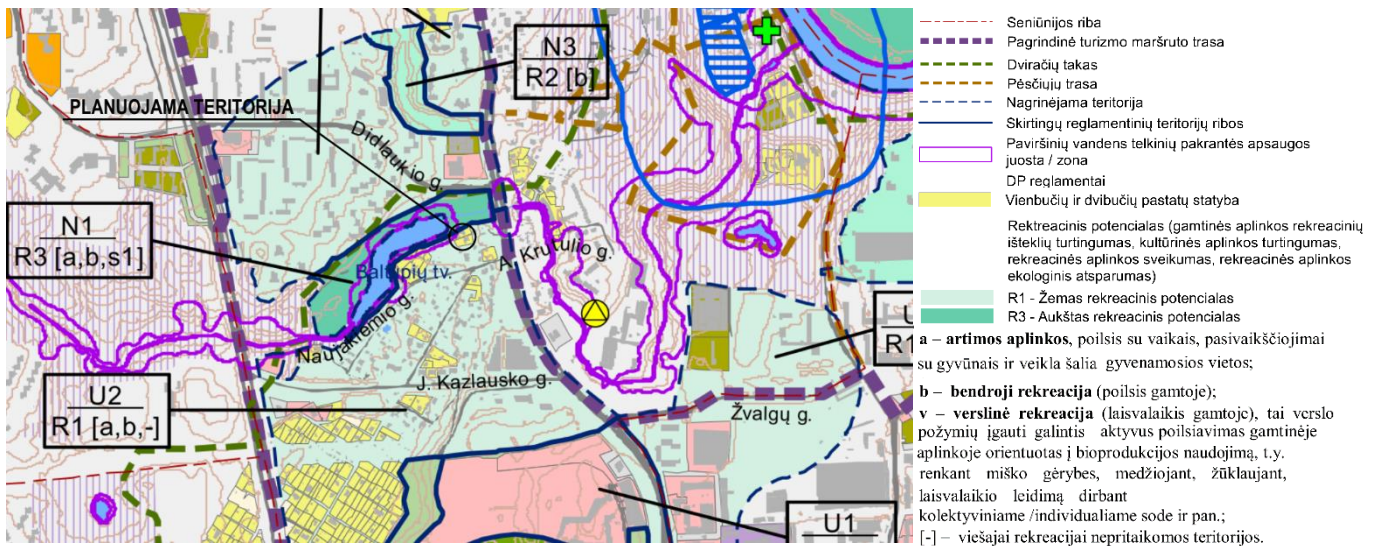 N3
R2 [b]
PLANUOJAMA TERITORIJA
Didlaukio g.
N1
R3 [a,b,s1]
Baltupių tv.
A. Krutulio g.
Naujakiemio g.
U2
R1 [a,b,-]
J. Kazlausko g.
Žvalgų g.
U
R1
U1
Seniūnijos riba
Pagrindinė turizmo maršruto trasa
Dviračių takas
Pėsčiųjų trasa
Nagrinėjama teritorija
Skirtingų reglamentinių teritorijų ribos
Paviršinių vandens telkinių pakrantės apsaugos
juosta / zona
DP reglamentai
Vienbučių ir dvibučių pastatų statyba
Rektreacinis potencialas (gamtinės aplinkos rekreacinių
išteklių turtingumas, kultūrinės aplinkos turtingumas,
rekreacinės aplinkos sveikumas, rekreacinės aplinkos
ekologinis atsparumas)
R1 - Žemas rekreacinis potencialas
R3 - Aukštas rekreacinis potencialas
a – artimos aplinkos, poilsis su vaikais, pasivaikščiojimai
su gyvūnais ir veikla šalia gyvenamosios vietos;
b – bendroji rekreacija (poilsis gamtoje);
v – verslinė rekreacija (laisvalaikis gamtoje), tai verslo
požymių įgauti galintis aktyvus poilsiavimas gamtinėje
aplinkoje orientuotas į bioprodukcijos naudojimą, t.y.
renkant miško gėrybes, medžiojant, žūklaujant,
laisvalaikio leidimą dirbant
kolektyviniame /individualiame sode ir pan.;
[-] – viešajai rekreacijai nepritaikomos teritorijos.